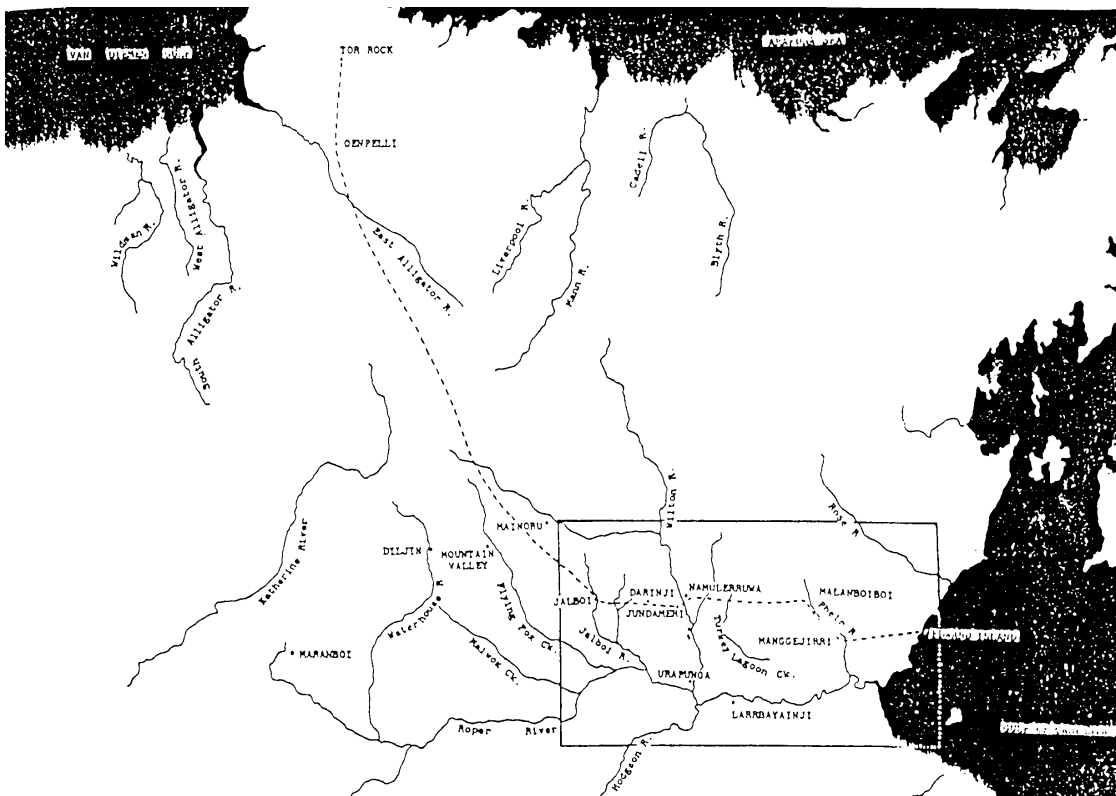 TOR ROCK
OENPELLI
Wildman R.
West Alligator R.
South Alligator R.
East Alligator R.
Liverpool R.
Mann R.
Cadell R.
Blyth R.
Katherine River
DILJIN
MOUNTAIN
VALLEY
MAINORU
Wilton R.
Rose R.
Waterhouse R
Flying Fox Ck.
Maiwok Ck.
MARANBOI
JALBOI
DARINJI
JUNDAMERI
NAMULERRUWA
MALANBOIBOI
Phelp R.
MANGGEJIRRI
Jalboi R.
Turkey Lagoon Ck.
URAPUNGA
LARRBAYAINJI
Roper River
Hodgson R.